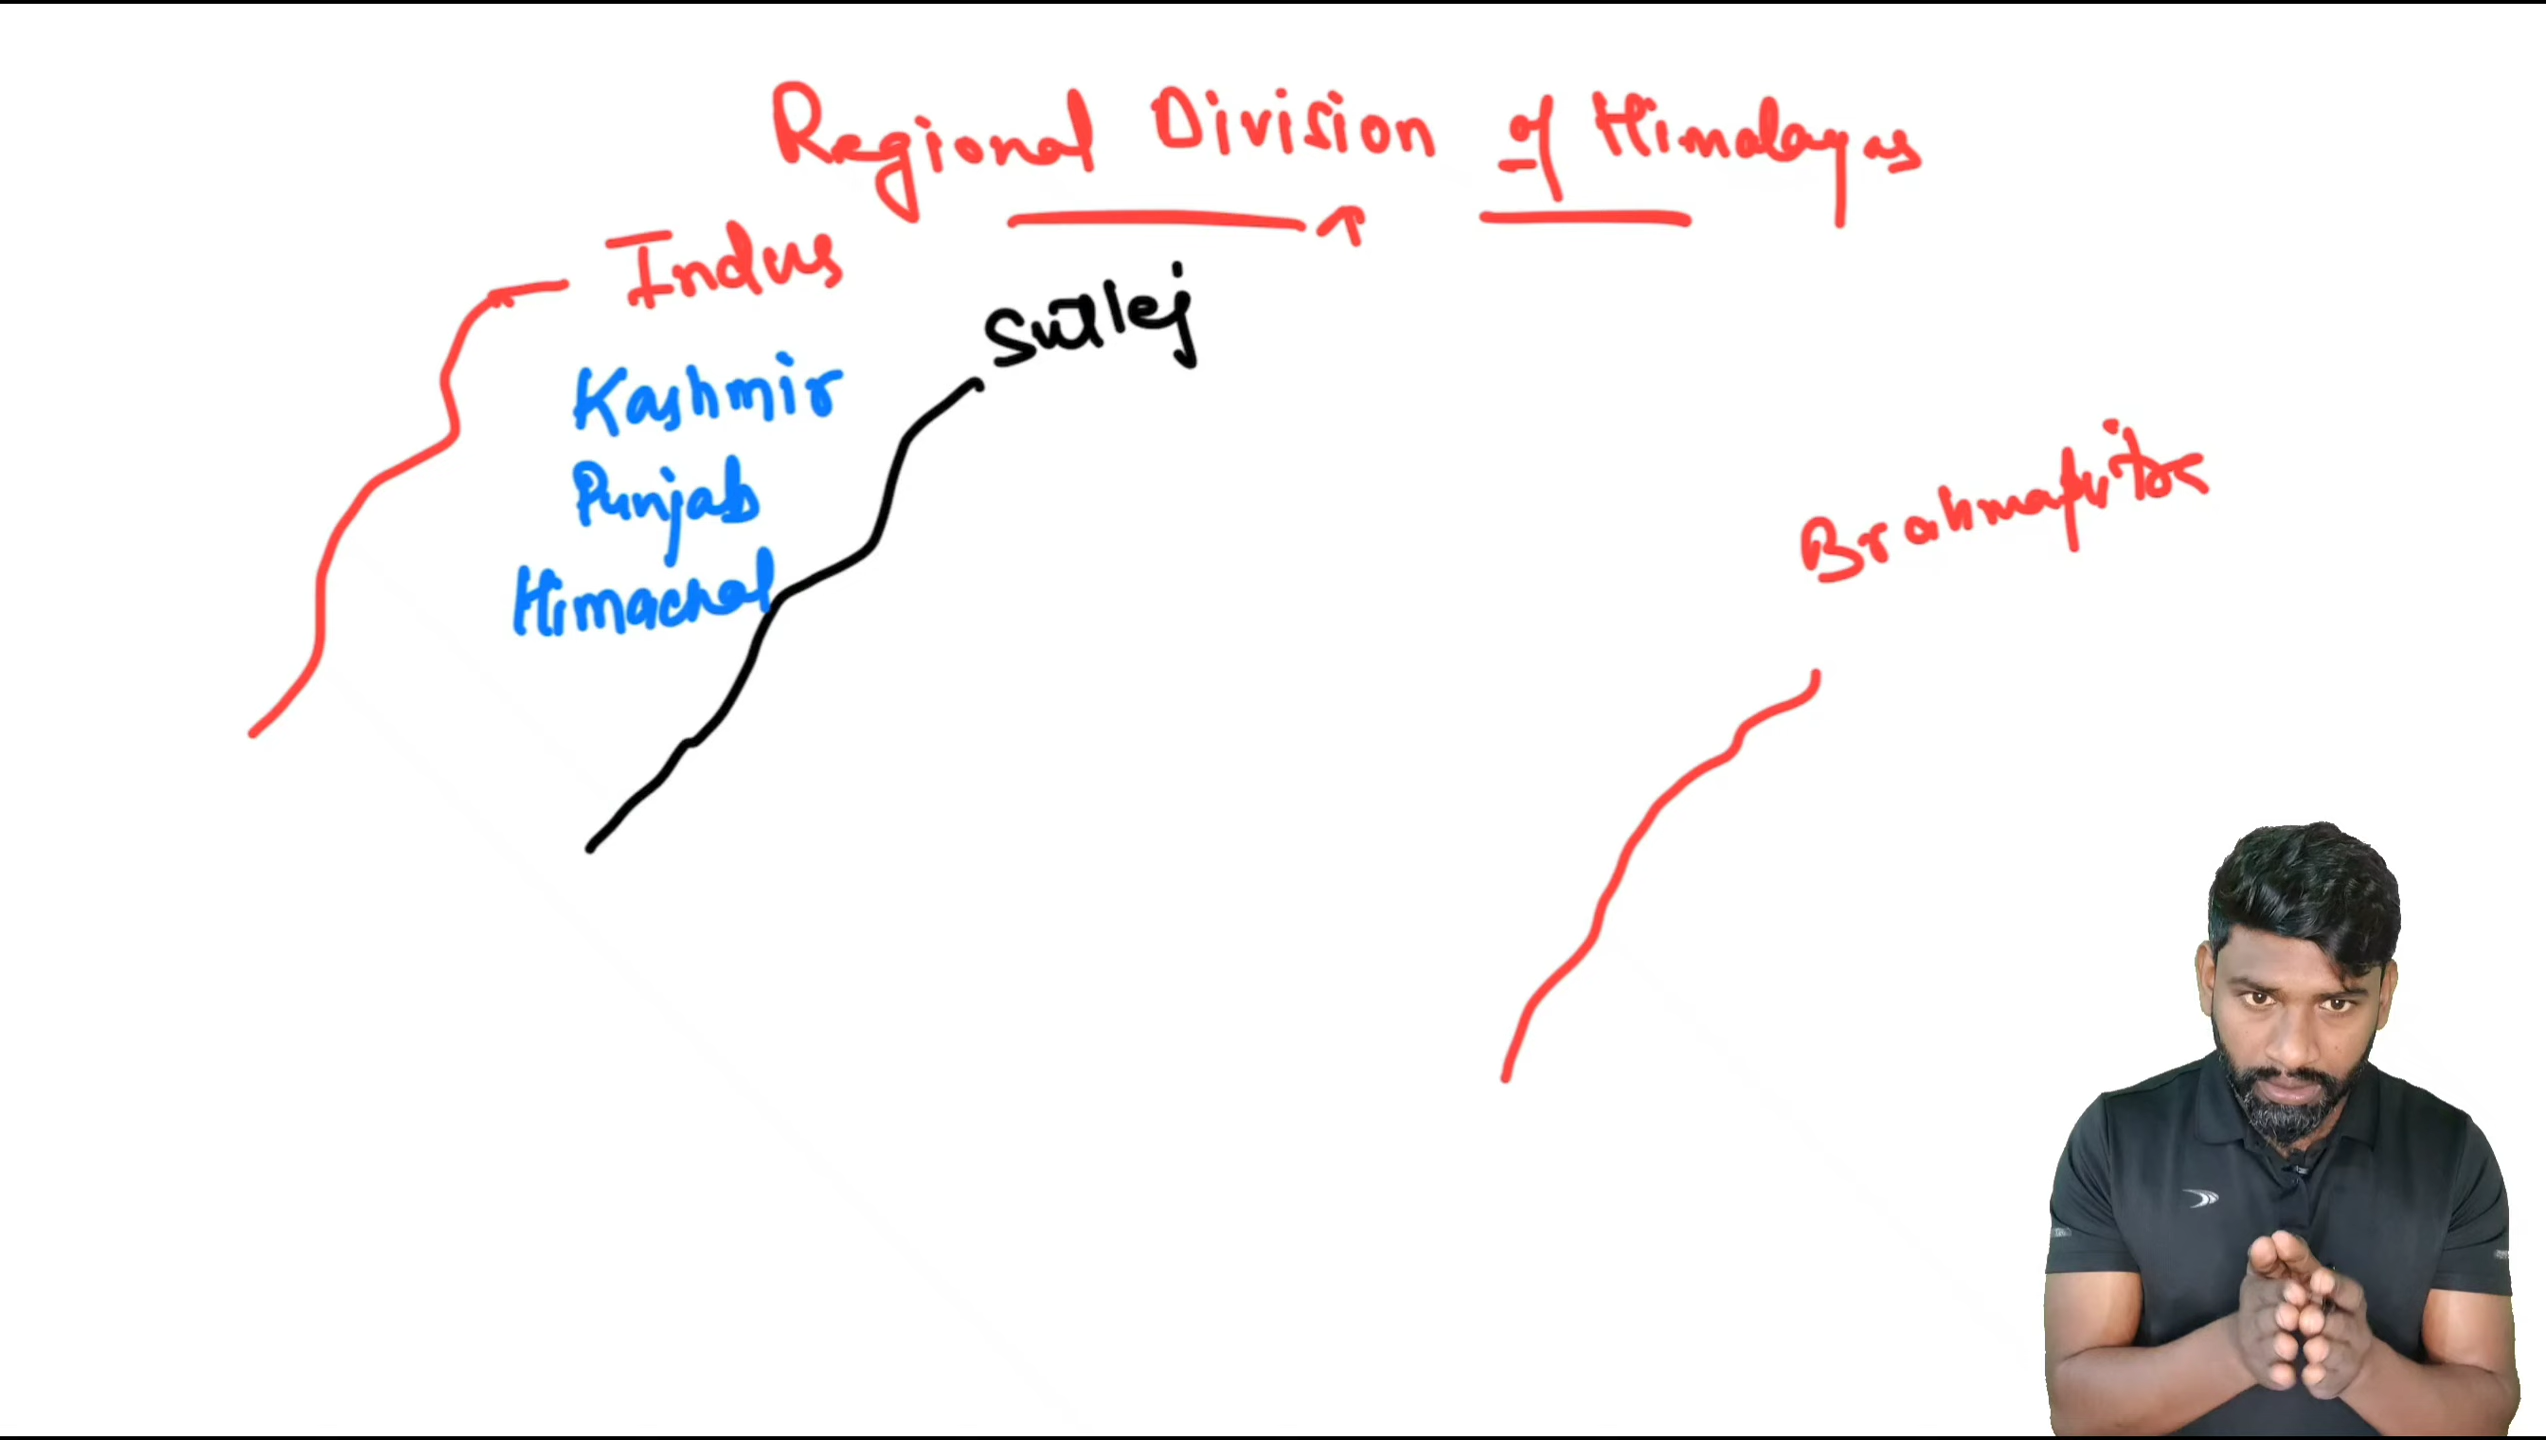 Regional Division of Himalayas
Indus
Sutlej
Kashmir
Punjab
Himachal
Brahmaputra